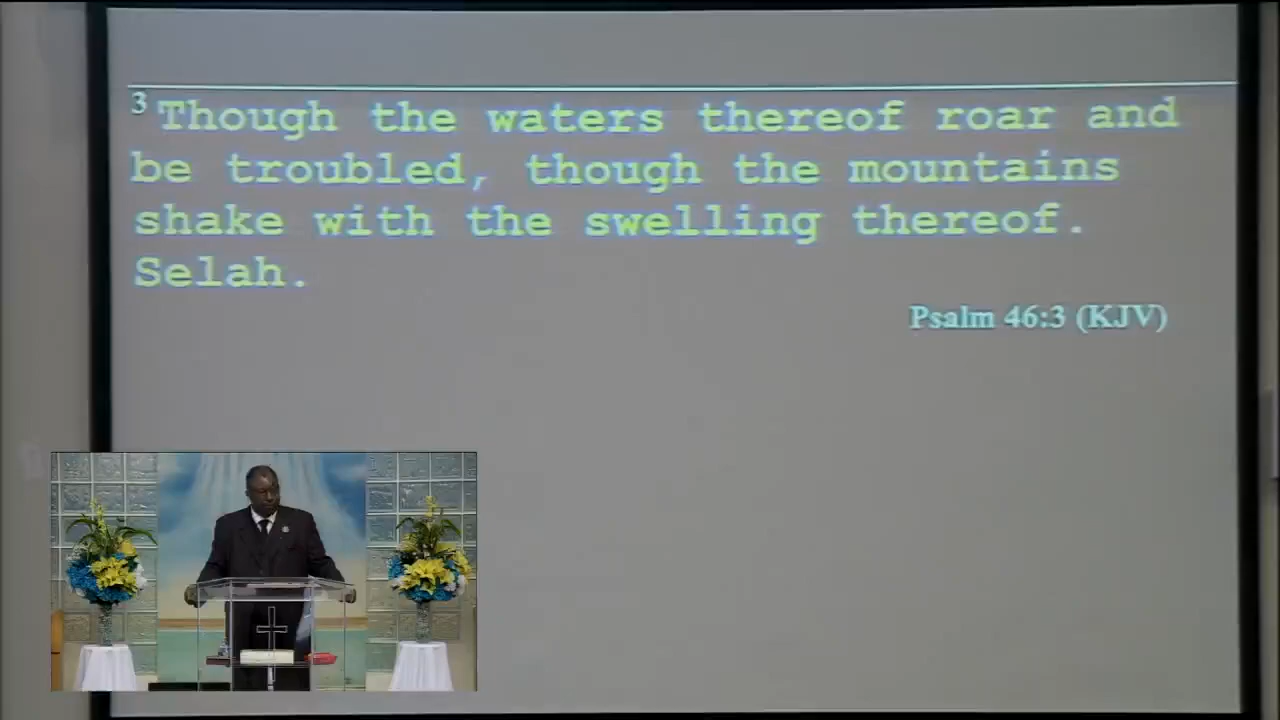 3 Though the waters thereof roar and
be troubled, though the mountains
shake with the swelling thereof.
Selah.
Psalm 46:3 (KJV)